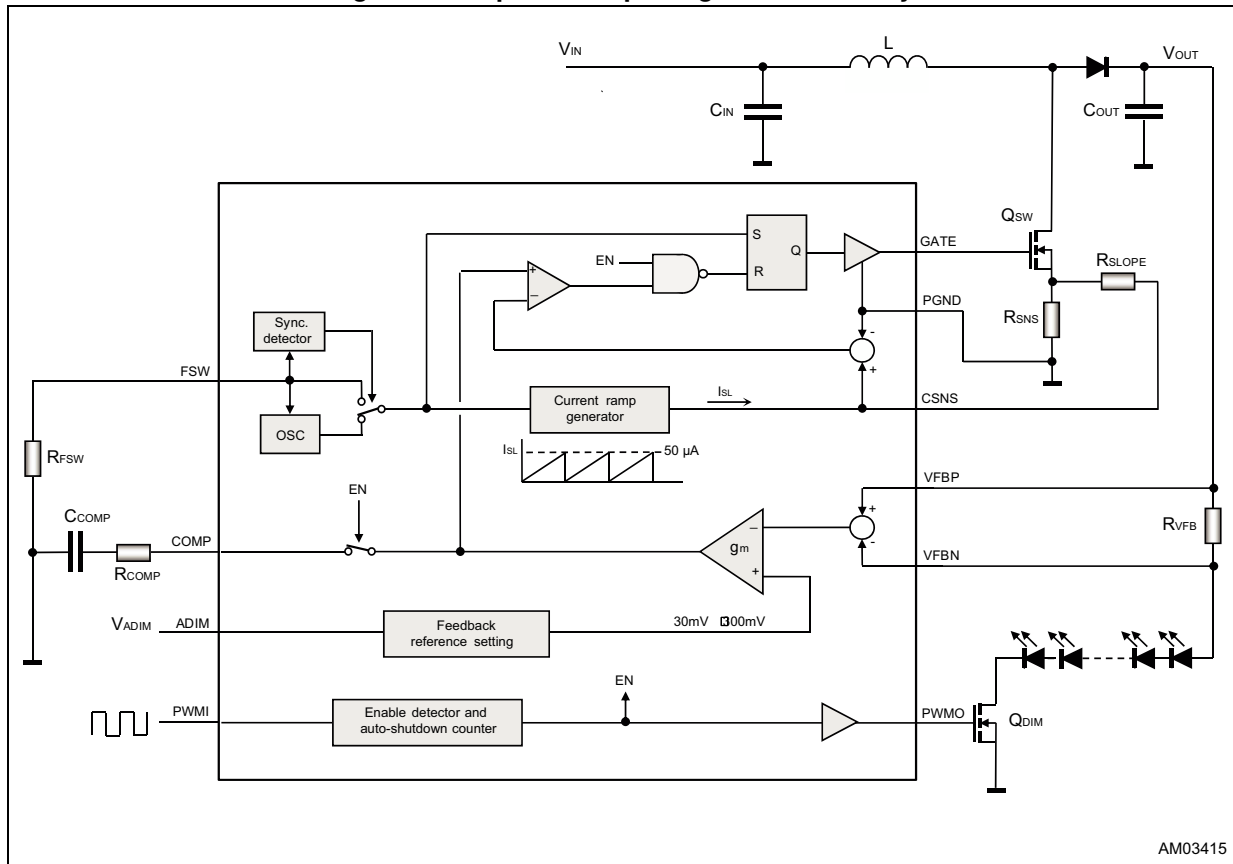 VIN
L
VOUT
CIN
COUT
QSW
S
Q
R
EN
GATE
RSLOPE
PGND
RSNS
+
−
-
+
Sync.
detector
FSW
OSC
Current ramp
generator
ISL
CSNS
RFSW
ISL
50 µA
EN
CCOMP
COMP
RCOMP
gm
−
+
VFBP
+
-
VFBN
RVFB
VADIM
ADIM
Feedback
reference setting
30mV 300mV
EN
PWMI
Enable detector and
auto-shutdown counter
PWMO
QDIM
AM03415